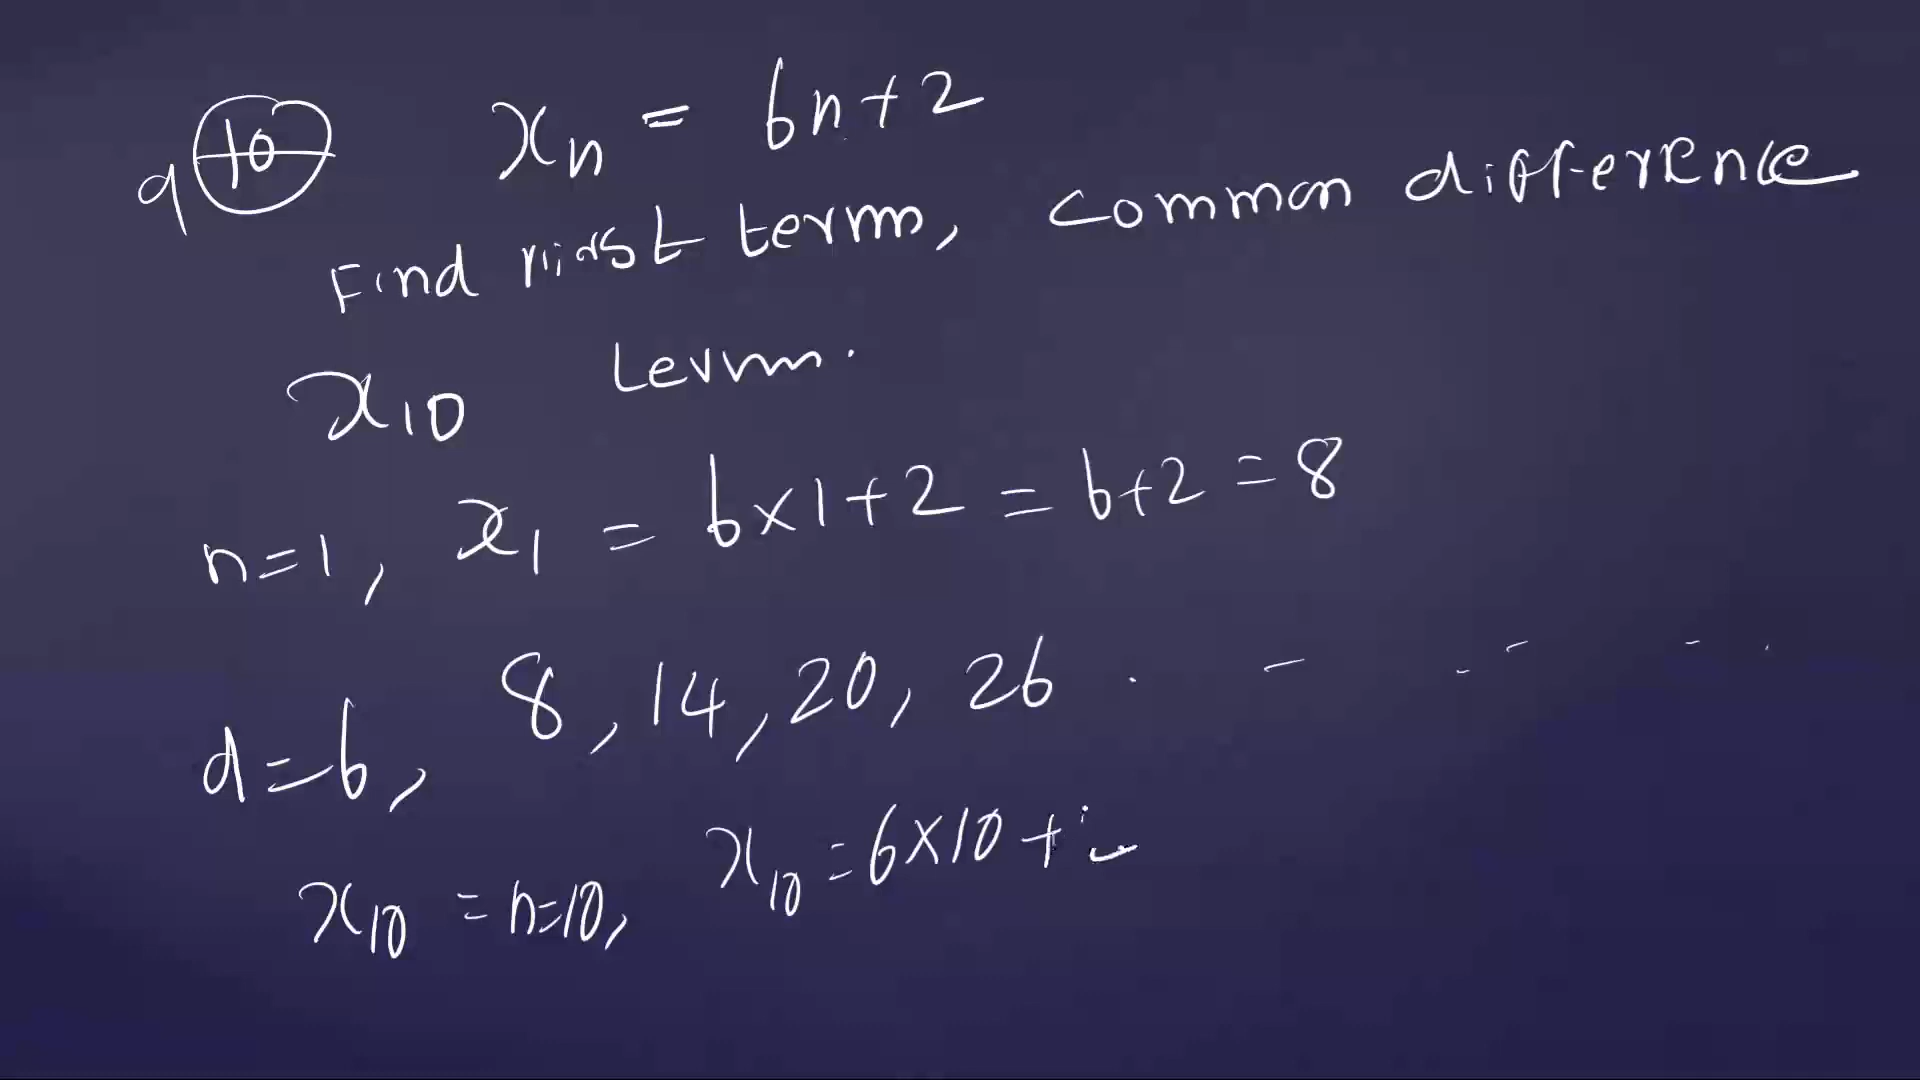 9 10 xn = 6n+2
Find first term, common difference
x10 term.
n=1, x1 = 6×1+2 = 6+2 = 8
8, 14, 20, 26 . - . - - .
d=6,
x10 = n=10, x10 = 6×10 +